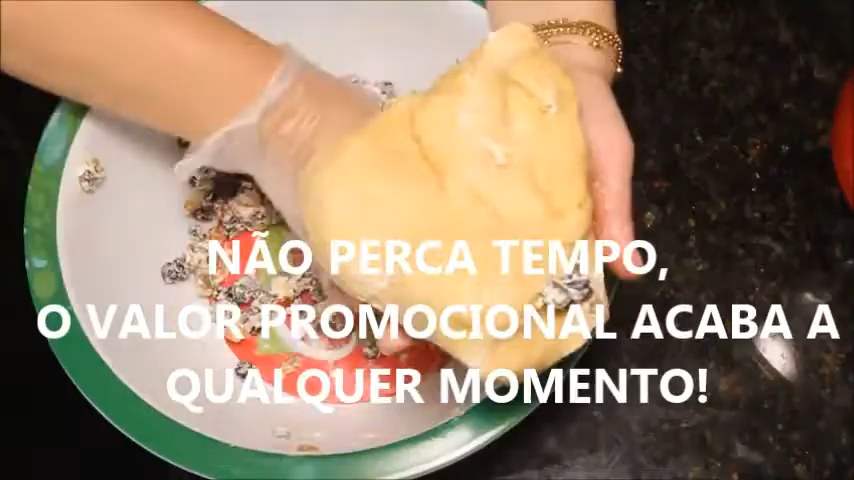 NÃO PERCA TEMPO,
O VALOR PROMOCIONAL ACABA A
QUALQUER MOMENTO!